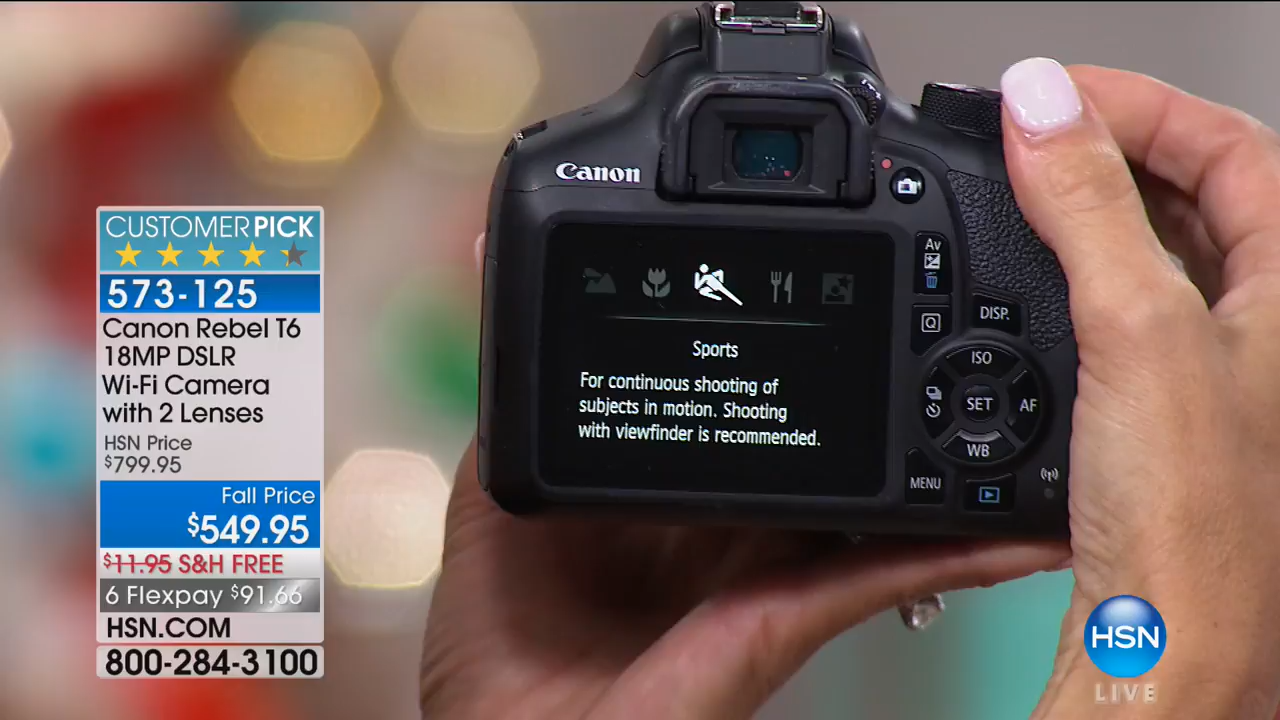 CUSTOMER PICK
573-125
Canon Rebel T6
18MP DSLR
Wi-Fi Camera
with 2 Lenses
HSN Price
$799.95
Fall Price
$549.95
$11.95 S&H FREE
6 Flexpay $91.66
HSN.COM
800-284-3100
Canon
Sports
For continuous shooting of
subjects in motion. Shooting
with viewfinder is recommended.
Av
Q
DISP.
ISO
SET
AF
WB
MENU
HSN
LIVE